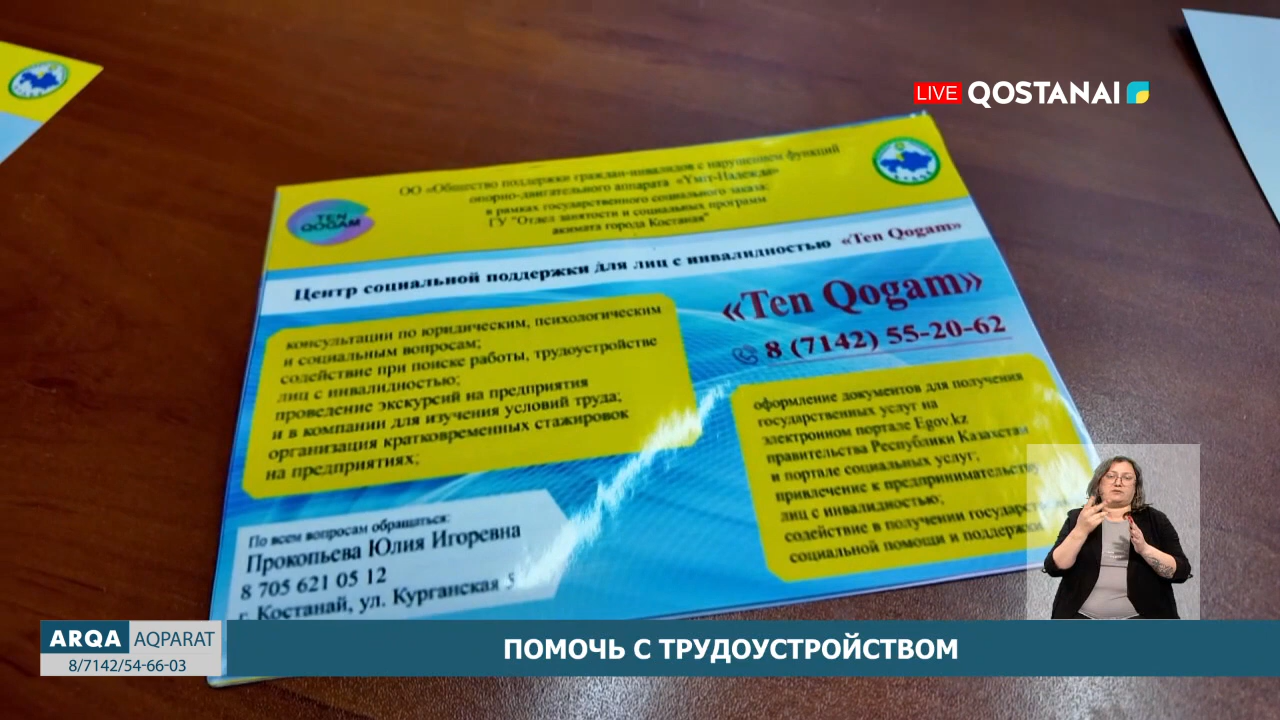 LIVE QOSTANAI
ОО «Общество поддержки граждан-инвалидов с нарушением функций
опорно-двигательного аппарата «Үміт-Надежда»
в рамках государственного социального заказа:
ГУ "Отдел занятости и социальных программ
акимата города Костаная"
TEN
QOGAM
Центр социальной поддержки для лиц с инвалидностью «Ten Qogam»
консультации по юридическим, психологическим
и социальным вопросам;
содействие при поиске работы, трудоустройстве
лиц с инвалидностью;
проведение экскурсий на предприятия
и в компании для изучения условий труда;
организация кратковременных стажировок
на предприятиях;
«Ten Qogam»
8 (7142) 55-20-62
оформление документов для получения
государственных услуг на
электронном портале Egov.kz
правительства Республики Казахстан
и портале социальных услуг;
привлечение к предпринимательству
лиц с инвалидностью;
содействие в получении государств
социальной помощи и поддержки
По всем вопросам обращаться:
Прокопьева Юлия Игоревна
8 705 621 05 12
г. Костанай, ул. Курганская 5
ARQA AQPARAT
8/7142/54-66-03
ПОМОЧЬ С ТРУДОУСТРОЙСТВОМ